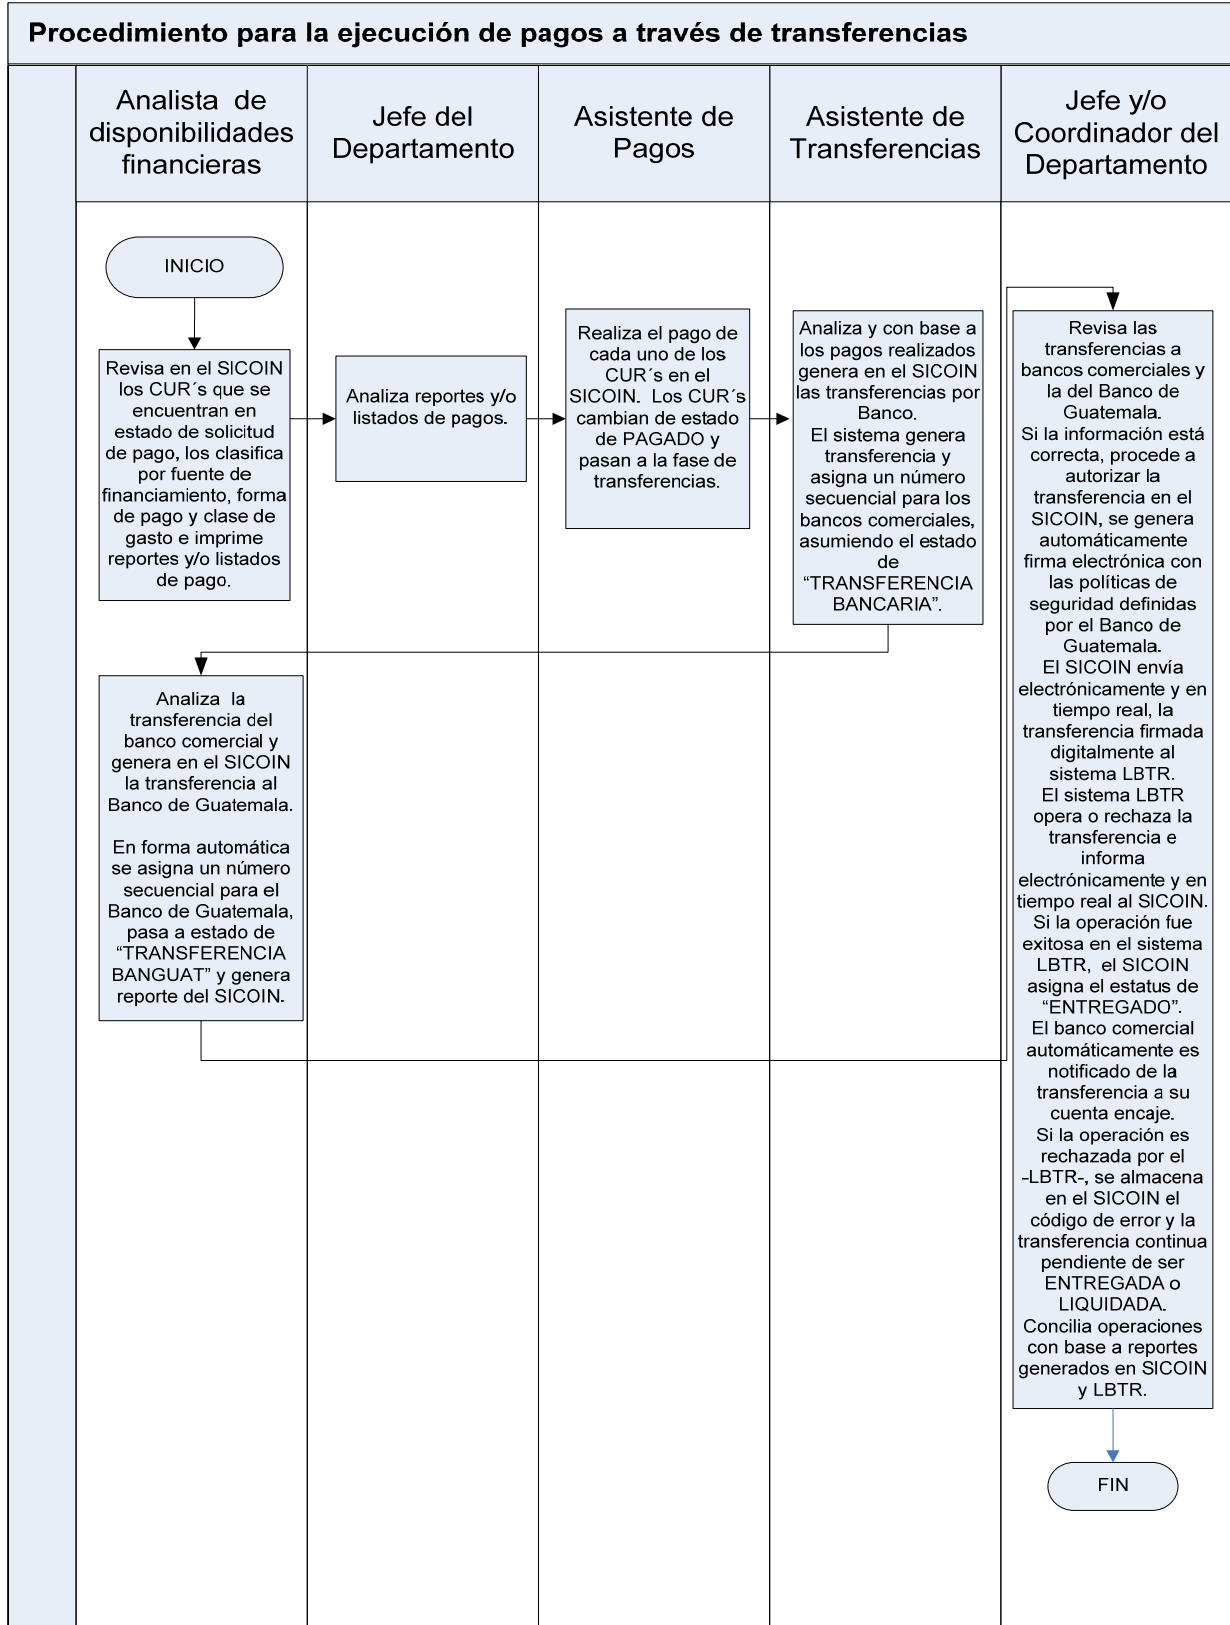 Procedimiento para la ejecución de pagos a través de transferencias
Analista de
disponibilidades
financieras
Jefe del
Departamento
Asistente de
Pagos
Asistente de
Transferencias
Jefe y/o
Coordinador del
Departamento
INICIO
Revisa en el SICOIN
los CUR´s que se
encuentran en
estado de solicitud
de pago, los clasifica
por fuente de
financiamiento, forma
de pago y clase de
gasto e imprime
reportes y/o listados
de pago.
Analiza reportes y/o
listados de pagos.
Realiza el pago de
cada uno de los
CUR´s en el
SICOIN. Los CUR´s
cambian de estado
de PAGADO y
pasan a la fase de
transferencias.
Analiza y con base a
los pagos realizados
genera en el SICOIN
las transferencias por
Banco.
El sistema genera
transferencia y
asigna un número
secuencial para los
bancos comerciales,
asumiendo el estado
de
“TRANSFERENCIA
BANCARIA”.
Analiza la
transferencia del
banco comercial y
genera en el SICOIN
la transferencia al
Banco de Guatemala.
En forma automática
se asigna un número
secuencial para el
Banco de Guatemala,
pasa a estado de
“TRANSFERENCIA
BANGUAT” y genera
reporte del SICOIN.
Revisa las
transferencias a
bancos comerciales y
la del Banco de
Guatemala.
Si la información está
correcta, procede a
autorizar la
transferencia en el
SICOIN, se genera
automáticamente
firma electrónica con
las políticas de
seguridad definidas
por el Banco de
Guatemala.
El SICOIN envía
electrónicamente y en
tiempo real, la
transferencia firmada
digitalmente al
sistema LBTR.
El sistema LBTR
opera o rechaza la
transferencia e
informa
electrónicamente y en
tiempo real al SICOIN.
Si la operación fue
exitosa en el sistema
LBTR, el SICOIN
asigna el estatus de
“ENTREGADO”.
El banco comercial
automáticamente es
notificado de la
transferencia a su
cuenta encaje.
Si la operación es
rechazada por el
-LBTR-, se almacena
en el SICOIN el
código de error y la
transferencia continua
pendiente de ser
ENTREGADA o
LIQUIDADA.
Concilia operaciones
con base a reportes
generados en SICOIN
y LBTR.
FIN